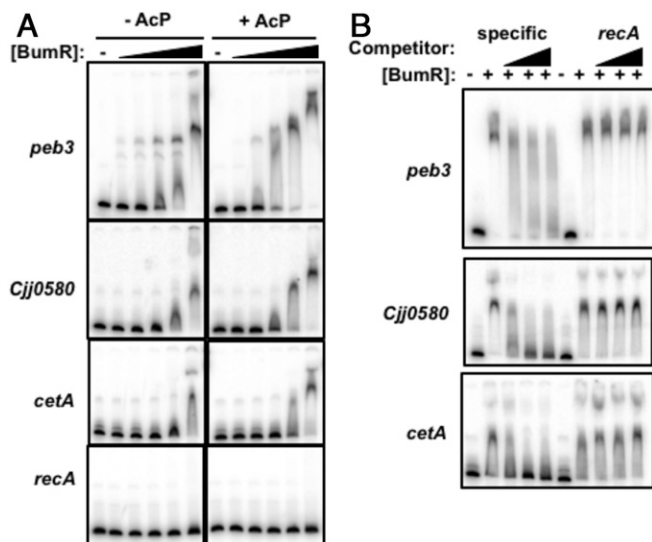 A
- AcP + AcP
[BumR]: - -
peb3
Cjj0580
cetA
recA
B
specific recA
Competitor:
[BumR]: - + + + + - + + + +
peb3
Cjj0580
cetA